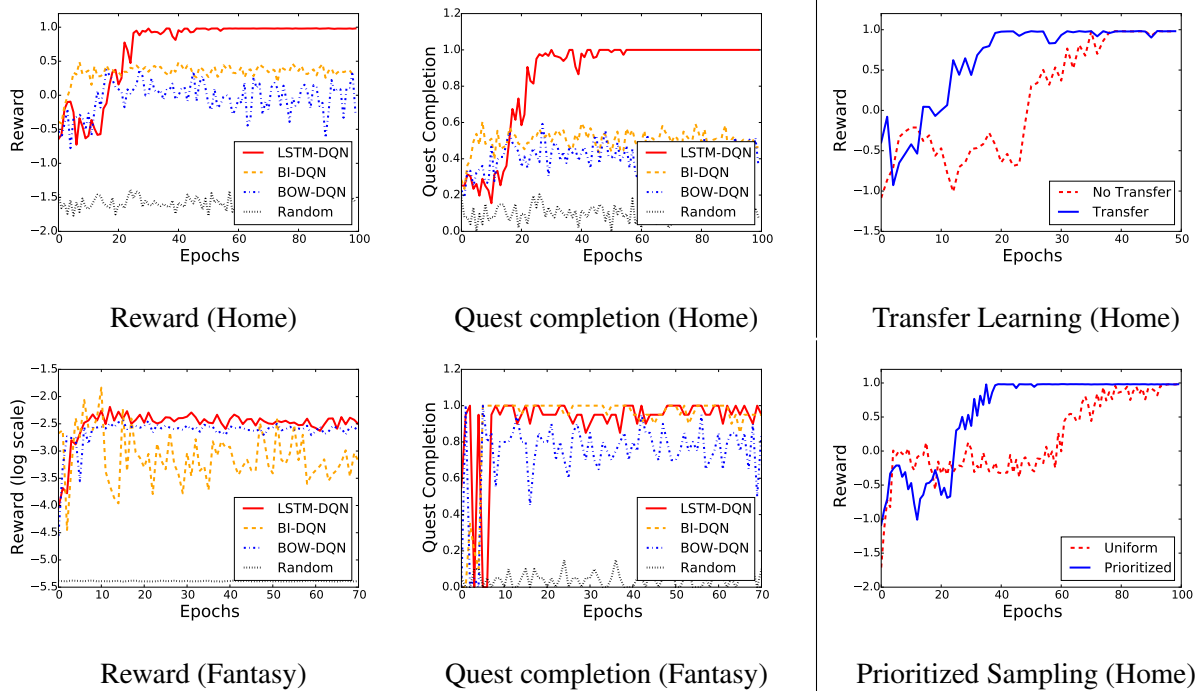 1.0
0.5
0.0
−0.5
−1.0
−1.5
−2.0
Reward
0 20 40 60 80 100
Epochs
LSTM-DQN
BI-DQN
BOW-DQN
Random
Reward (Home)
1.2
1.0
0.8
0.6
0.4
0.2
0.0
Quest Completion
0 20 40 60 80 100
Epochs
LSTM-DQN
BI-DQN
BOW-DQN
Random
Quest completion (Home)
1.0
0.5
0.0
−0.5
−1.0
−1.5
Reward
0 10 20 30 40 50
Epochs
No Transfer
Transfer
Transfer Learning (Home)
−1.5
−2.0
−2.5
−3.0
−3.5
−4.0
−4.5
−5.0
−5.5
Reward (log scale)
0 10 20 30 40 50 60 70
Epochs
LSTM-DQN
BI-DQN
BOW-DQN
Random
Reward (Fantasy)
1.2
1.0
0.8
0.6
0.4
0.2
0.0
Quest Completion
0 10 20 30 40 50 60 70
Epochs
LSTM-DQN
BI-DQN
BOW-DQN
Random
Quest completion (Fantasy)
1.0
0.5
0.0
−0.5
−1.0
−1.5
−2.0
Reward
0 20 40 60 80 100
Epochs
Uniform
Prioritized
Prioritized Sampling (Home)